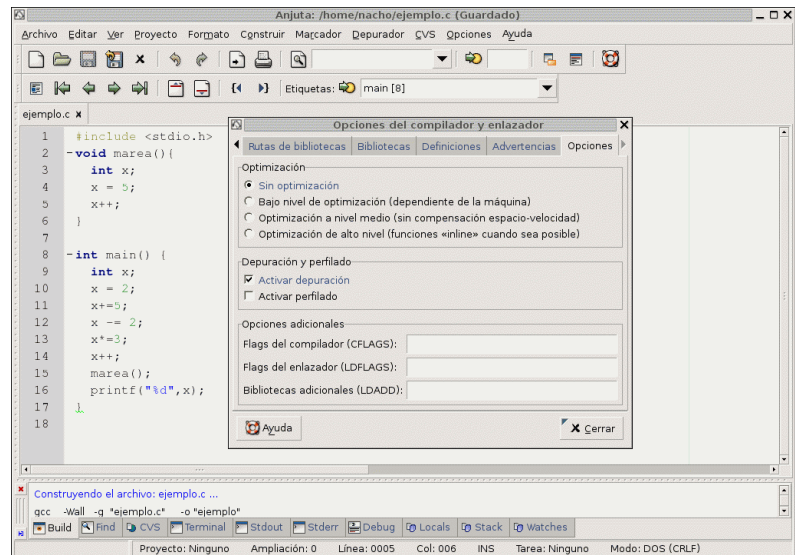 Anjuta: /home/nacho/ejemplo.c (Guardado)
Archivo Editar Ver Proyecto Formato Construir Marcador Depurador CVS Opciones Ayuda
Etiquetas: main [8]
ejemplo.c
1 #include <stdio.h>
2 void marea(){
3 int x;
4 x = 5;
5 x++;
6 }
7
8 int main() {
9 int x;
10 x = 2;
11 x+=5;
12 x -= 2;
13 x*=3;
14 x++;
15 marea();
16 printf("%d",x);
17 }
18
Opciones del compilador y enlazador
Rutas de bibliotecas Bibliotecas Definiciones Advertencias Opciones
Optimización
Sin optimización
Bajo nivel de optimización (dependiente de la máquina)
Optimización a nivel medio (sin compensación espacio-velocidad)
Optimización de alto nivel (funciones «inline» cuando sea posible)
Depuración y perfilado
Activar depuración
Activar perfilado
Opciones adicionales
Flags del compilador (CFLAGS):
Flags del enlazador (LDFLAGS):
Bibliotecas adicionales (LDADD):
Ayuda Cerrar
Construyendo el archivo: ejemplo.c ...
gcc -Wall -g "ejemplo.c" -o "ejemplo"
Build Find CVS Terminal Stdout Stderr Debug Locals Stack Watches
Proyecto: Ninguno Ampliación: 0 Línea: 0005 Col: 006 INS Tarea: Ninguno Modo: DOS (CRLF)